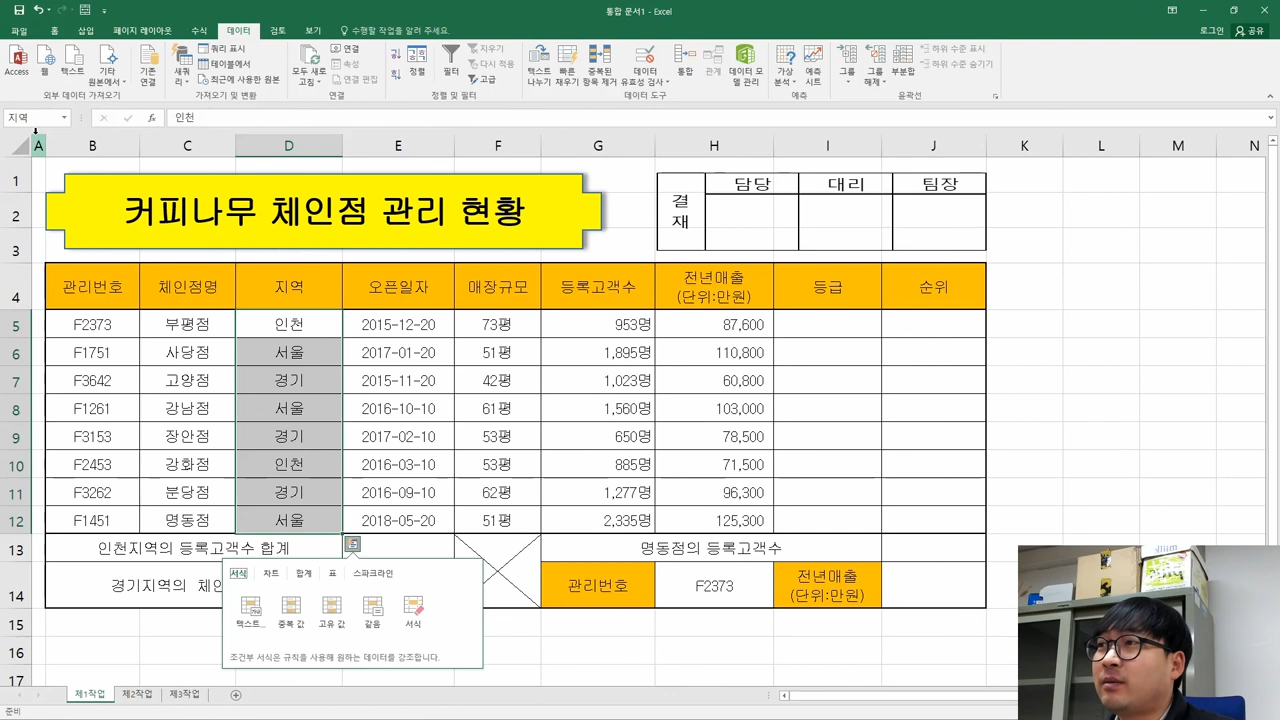 통합 문서1 - Excel
파일 홈 삽입 페이지 레이아웃 수식 데이터 검토 보기 수행할 작업을 알려 주세요. 로그인 공유
Access 웹 텍스트 기타 원본에서 기존 연결 새쿼리 쿼리 표시 테이블에서 최근에 사용한 원본 모두 새로 고침 연결 속성 연결 편집 정렬 필터 지우기 다시 적용 고급 텍스트 나누기 빠른 채우기 중복된 항목 제거 데이터 유효성 검사 통합 관계 데이터 모델 관리 가상 분석 예측 시트 그룹 그룹 해제 부분합 하위 수준 표시 하위 수준 숨기기
외부 데이터 가져오기 가져오기 및 변환 연결 정렬 및 필터 데이터 도구 예측 윤곽선
지역 fx 인천
A B C D E F G H I J K L M N
1 담당 대리 팀장
2 커피나무 체인점 관리 현황 결
재
3
4 관리번호 체인점명 지역 오픈일자 매장규모 등록고객수 전년매출 등급 순위
(단위:만원)
5 F2373 부평점 인천 2015-12-20 73평 953명 87,600
6 F1751 사당점 서울 2017-01-20 51평 1,895명 110,800
7 F3642 고양점 경기 2015-11-20 42평 1,023명 60,800
8 F1261 강남점 서울 2016-10-10 61평 1,560명 103,000
9 F3153 장안점 경기 2017-02-10 53평 650명 78,500
10 F2453 강화점 인천 2016-03-10 53평 885명 71,500
11 F3262 분당점 경기 2016-09-10 62평 1,277명 96,300
12 F1451 명동점 서울 2018-05-20 51평 2,335명 125,300
13 인천지역의 등록고객수 합계 명동점의 등록고객수
14 경기지역의 체인 관리번호 F2373 전년매출
(단위:만원)
서식 차트 합계 표 스파크라인
텍스트... 중복 값 고유 값 같음 서식
조건부 서식은 규칙을 사용해 원하는 데이터를 강조합니다.
15
16
17
제1작업 제2작업 제3작업
준비